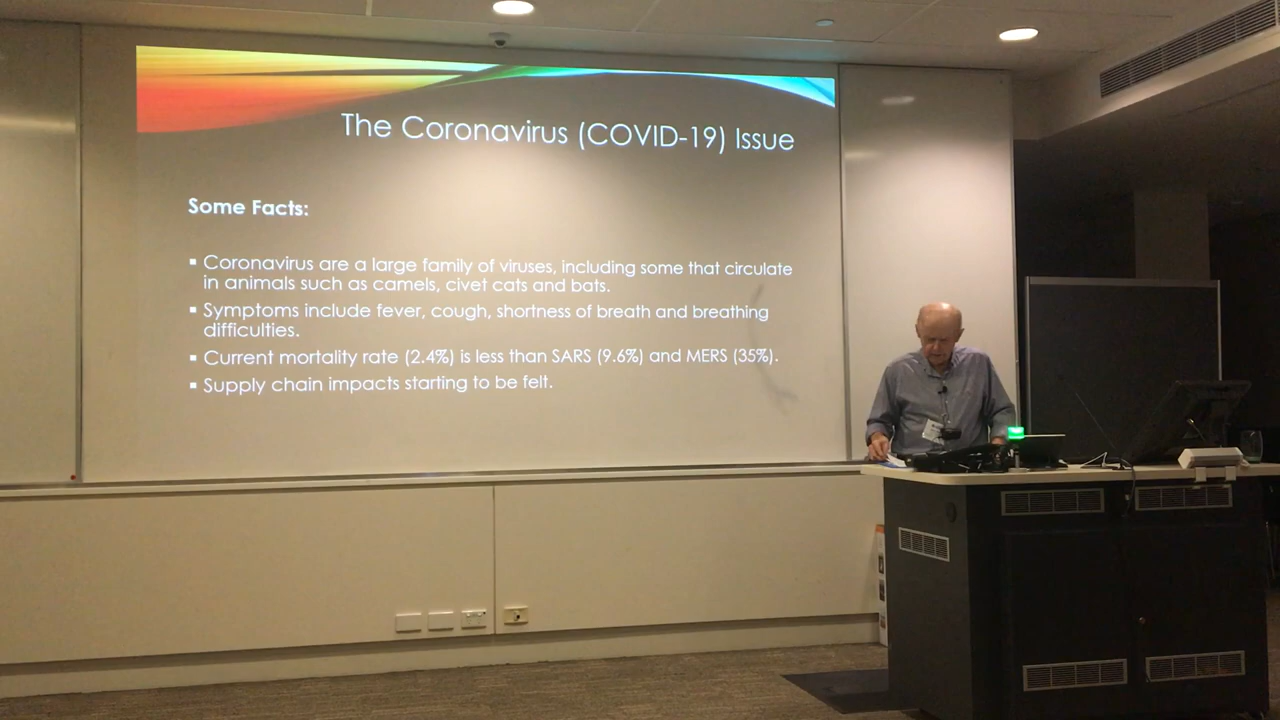 The Coronavirus (COVID-19) Issue
Some Facts:
▪ Coronavirus are a large family of viruses, including some that circulate
in animals such as camels, civet cats and bats.
▪ Symptoms include fever, cough, shortness of breath and breathing
difficulties.
▪ Current mortality rate (2.4%) is less than SARS (9.6%) and MERS (35%).
▪ Supply chain impacts starting to be felt.